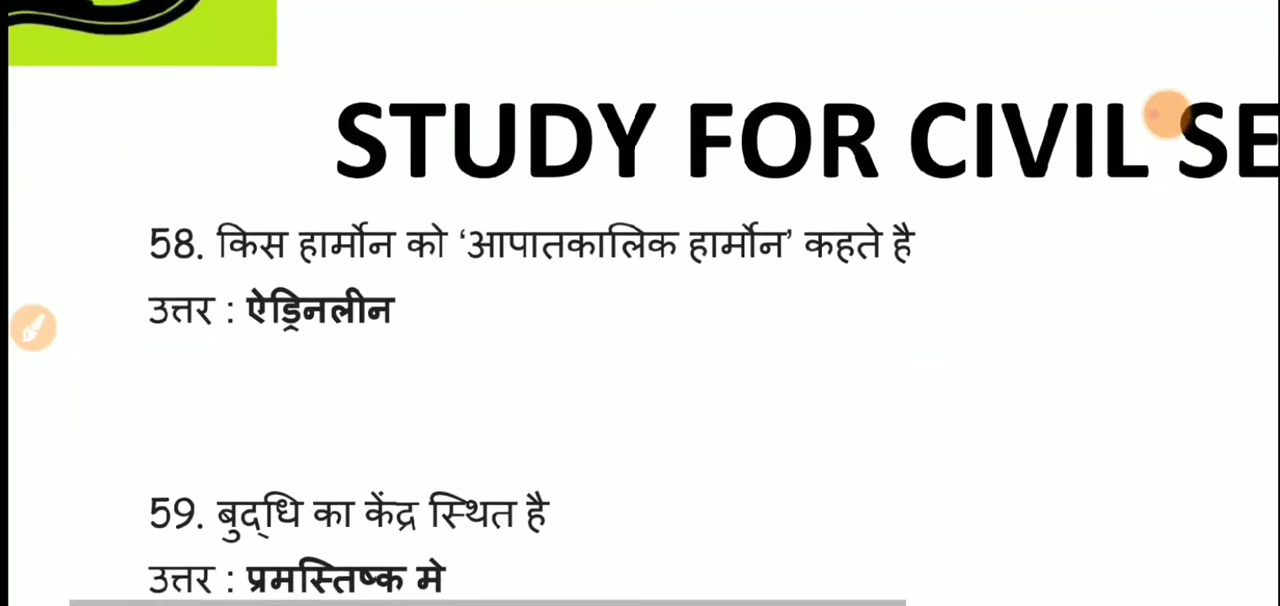 STUDY FOR CIVIL SE
58. किस हार्मोन को ‘आपातकालिक हार्मोन’ कहते है
उत्तर : ऐड्रिनलीन
59. बुद्‌धि का केंद्र स्थित है
उत्तर : प्रमस्तिष्क मे